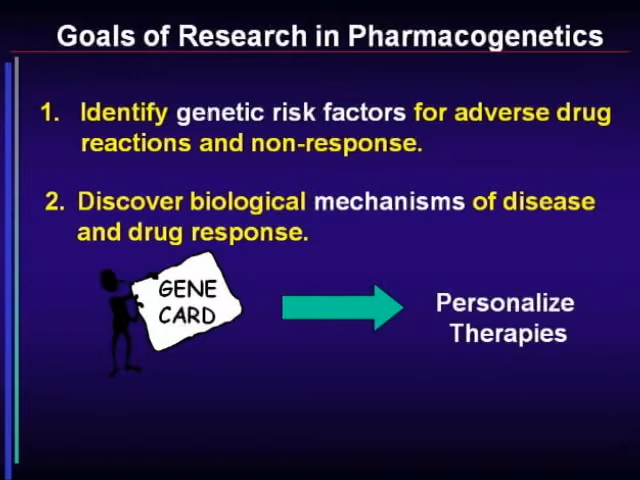 Goals of Research in Pharmacogenetics
1. Identify genetic risk factors for adverse drug
reactions and non-response.
2. Discover biological mechanisms of disease
and drug response.
GENE
CARD
Personalize
Therapies